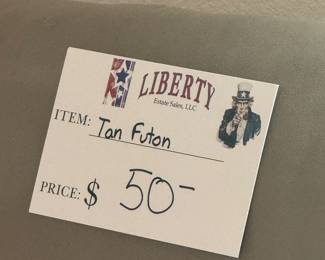 LIBERTY
Estate Sales, LLC
ITEM: Tan Futon
PRICE: $ 50-